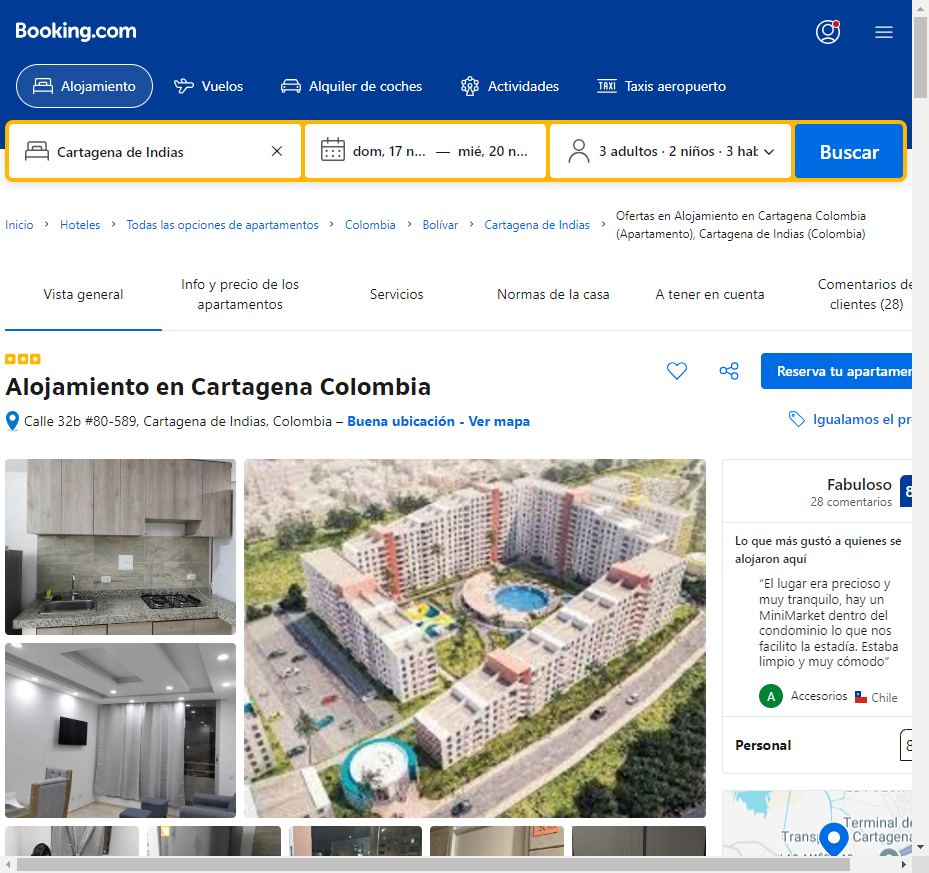 Booking.com
Alojamiento
Vuelos
Alquiler de coches
Actividades
TAXI
Taxis aeropuerto
Cartagena de Indias
dom, 17 n... — mié, 20 n...
3 adultos · 2 niños · 3 hab
Buscar
Inicio
Hoteles
Todas las opciones de apartamentos
Colombia
Bolívar
Cartagena de Indias
Ofertas en Alojamiento en Cartagena Colombia
(Apartamento), Cartagena de Indias (Colombia)
Vista general
Info y precio de los
apartamentos
Servicios
Normas de la casa
A tener en cuenta
Comentarios de
clientes (28)
Alojamiento en Cartagena Colombia
Reserva tu apartamen
Calle 32b #80-589, Cartagena de Indias, Colombia – Buena ubicación - Ver mapa
Igualamos el pr
Fabuloso
28 comentarios
8
Lo que más gustó a quienes se
alojaron aquí
“El lugar era precioso y
muy tranquilo, hay un
MiniMarket dentro del
condominio lo que nos
facilito la estadía. Estaba
limpio y muy cómodo”
A
Accesorios
Chile
Personal
8
Terminal de
Transp
Cartagena